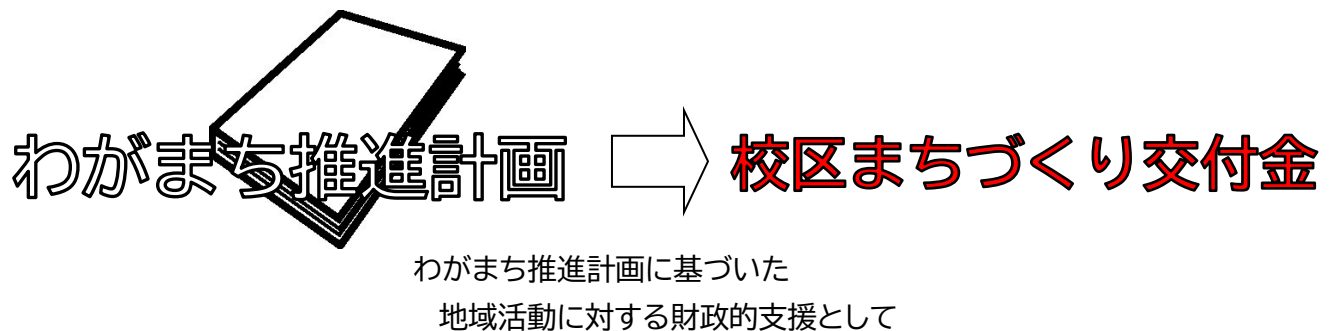 わがまち推進計画
校区まちづくり交付金
わがまち推進計画に基づいた
地域活動に対する財政的支援として